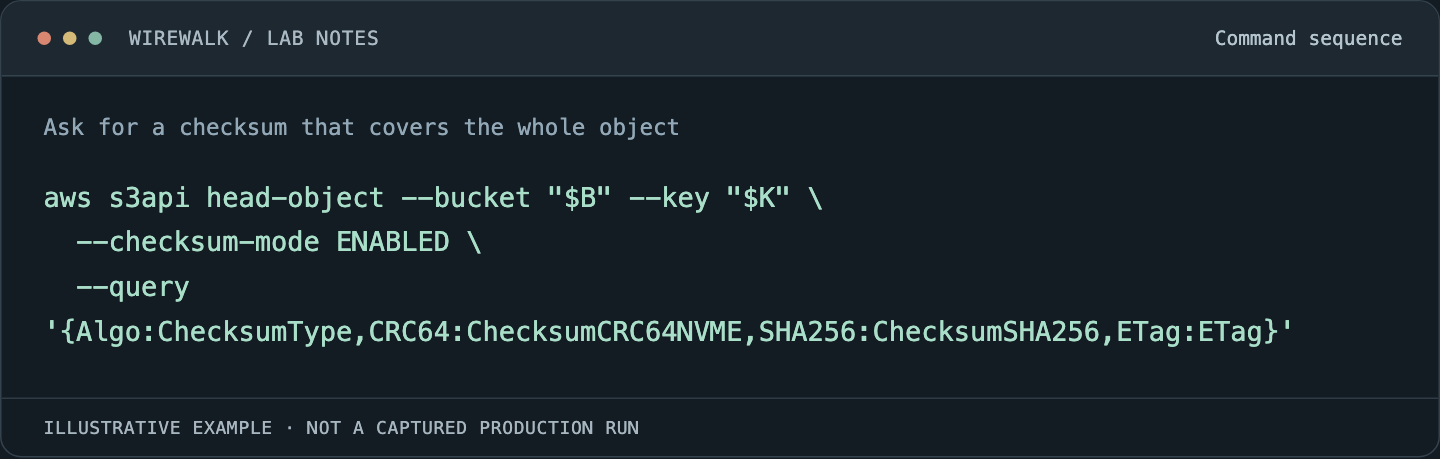 WIREWALK / LAB NOTES
Command sequence
Ask for a checksum that covers the whole object
aws s3api head-object --bucket "$B" --key "$K" \
--checksum-mode ENABLED \
--query
'{Algo:ChecksumType,CRC64:ChecksumCRC64NVME,SHA256:ChecksumSHA256,ETag:ETag}'
ILLUSTRATIVE EXAMPLE · NOT A CAPTURED PRODUCTION RUN